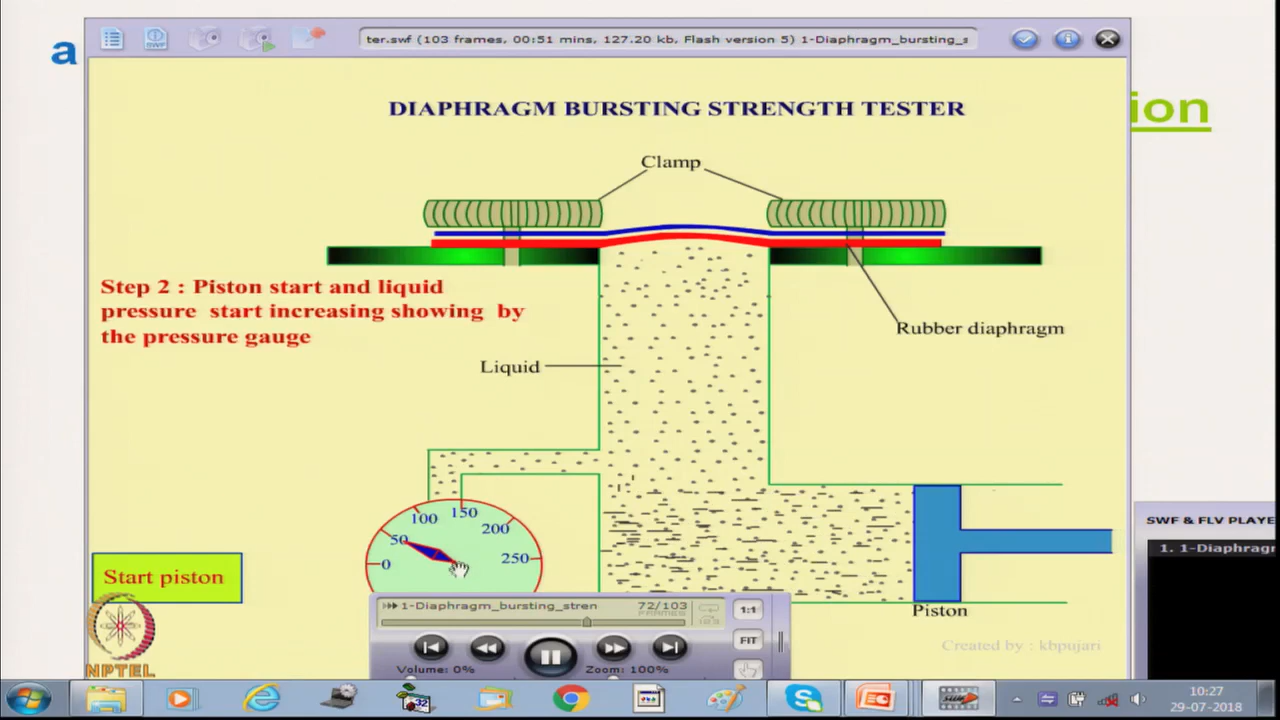 ter.swf (103 frames, 00:51 mins, 127.20 kb, Flash version 5) 1-Diaphragm_bursting_s
a
ion
DIAPHRAGM BURSTING STRENGTH TESTER
Clamp
Step 2 : Piston start and liquid
pressure start increasing showing by
the pressure gauge
Rubber diaphragm
Liquid
0
50
100
150
200
250
Start piston
Piston
Created by : kbpujari
SWF & FLV PLAYE
1. 1-Diaphragr
1-Diaphragm_bursting_stren 72/103
FRAMES
1:1
FIT
Volume: 0% Zoom: 100%
NPTEL
10:27
29-07-2018